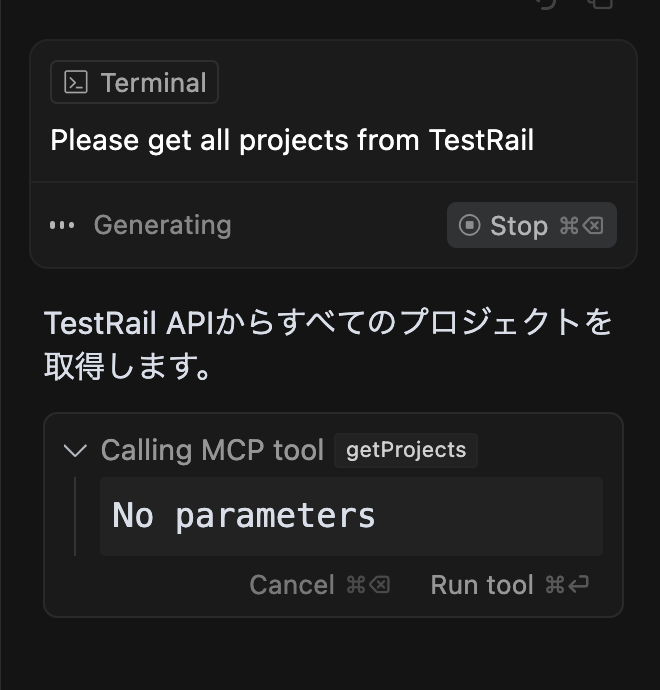 Terminal
Please get all projects from TestRail
Generating
Stop ⌘⌫
TestRail APIからすべてのプロジェクトを
取得します。
Calling MCP tool getProjects
No parameters
Cancel ⌘⌫ Run tool ⌘⏎